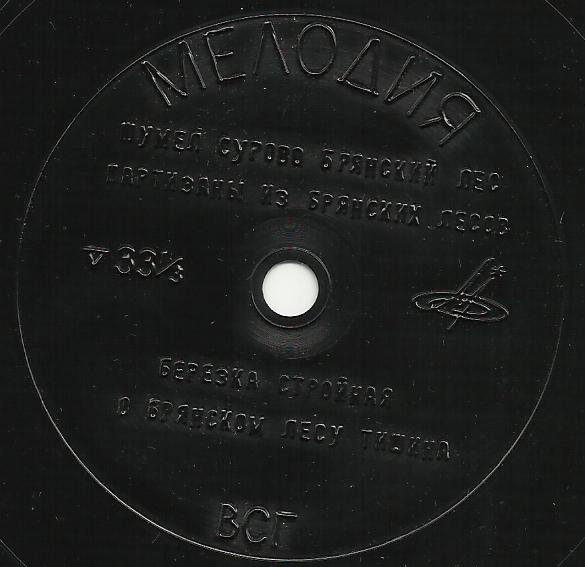 МЕЛОДИЯ
ШУМЕЛ СУРОВО БРЯНСКИЙ ЛЕС
ПАРТИЗАНЫ ИЗ БРЯНСКИХ ЛЕСОВ
▽ 33⅓
БЕРЕЗКА СТРОЙНАЯ
О БРЯНСКОМ ЛЕСУ ТИШИНА
ВСГ